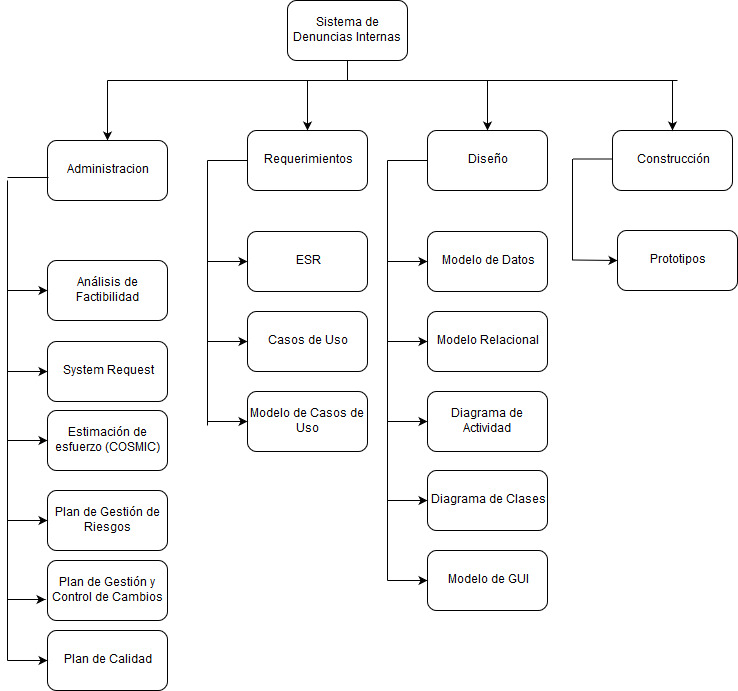 Sistema de
Denuncias Internas
Administracion
Requerimientos
Diseño
Construcción
Análisis de
Factibilidad
System Request
Estimación de
esfuerzo (COSMIC)
Plan de Gestión de
Riesgos
Plan de Gestión y
Control de Cambios
Plan de Calidad
ESR
Casos de Uso
Modelo de Casos de
Uso
Modelo de Datos
Modelo Relacional
Diagrama de
Actividad
Diagrama de Clases
Modelo de GUI
Prototipos